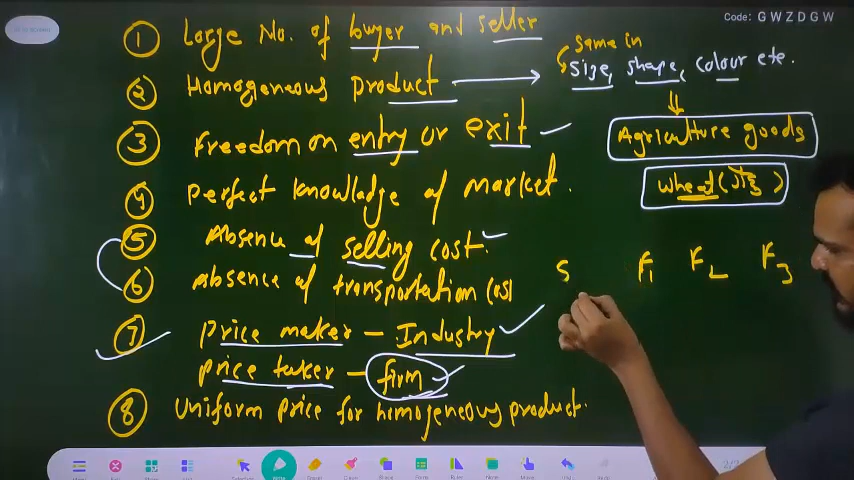 Code: G W Z D G W
① Large No. of buyer and seller
② Homogeneous product → same in size, shape, colour etc.
③ Freedom on entry or exit
Agriculture goods
④ perfect knowledge of market.
wheat (गेहूँ)
⑤ Absence of selling cost.
⑥ Absence of transportation cost
S F1 F2 F3
⑦ price maker - Industry
price taker - firm
⑧ Uniform price for homogeneous product.